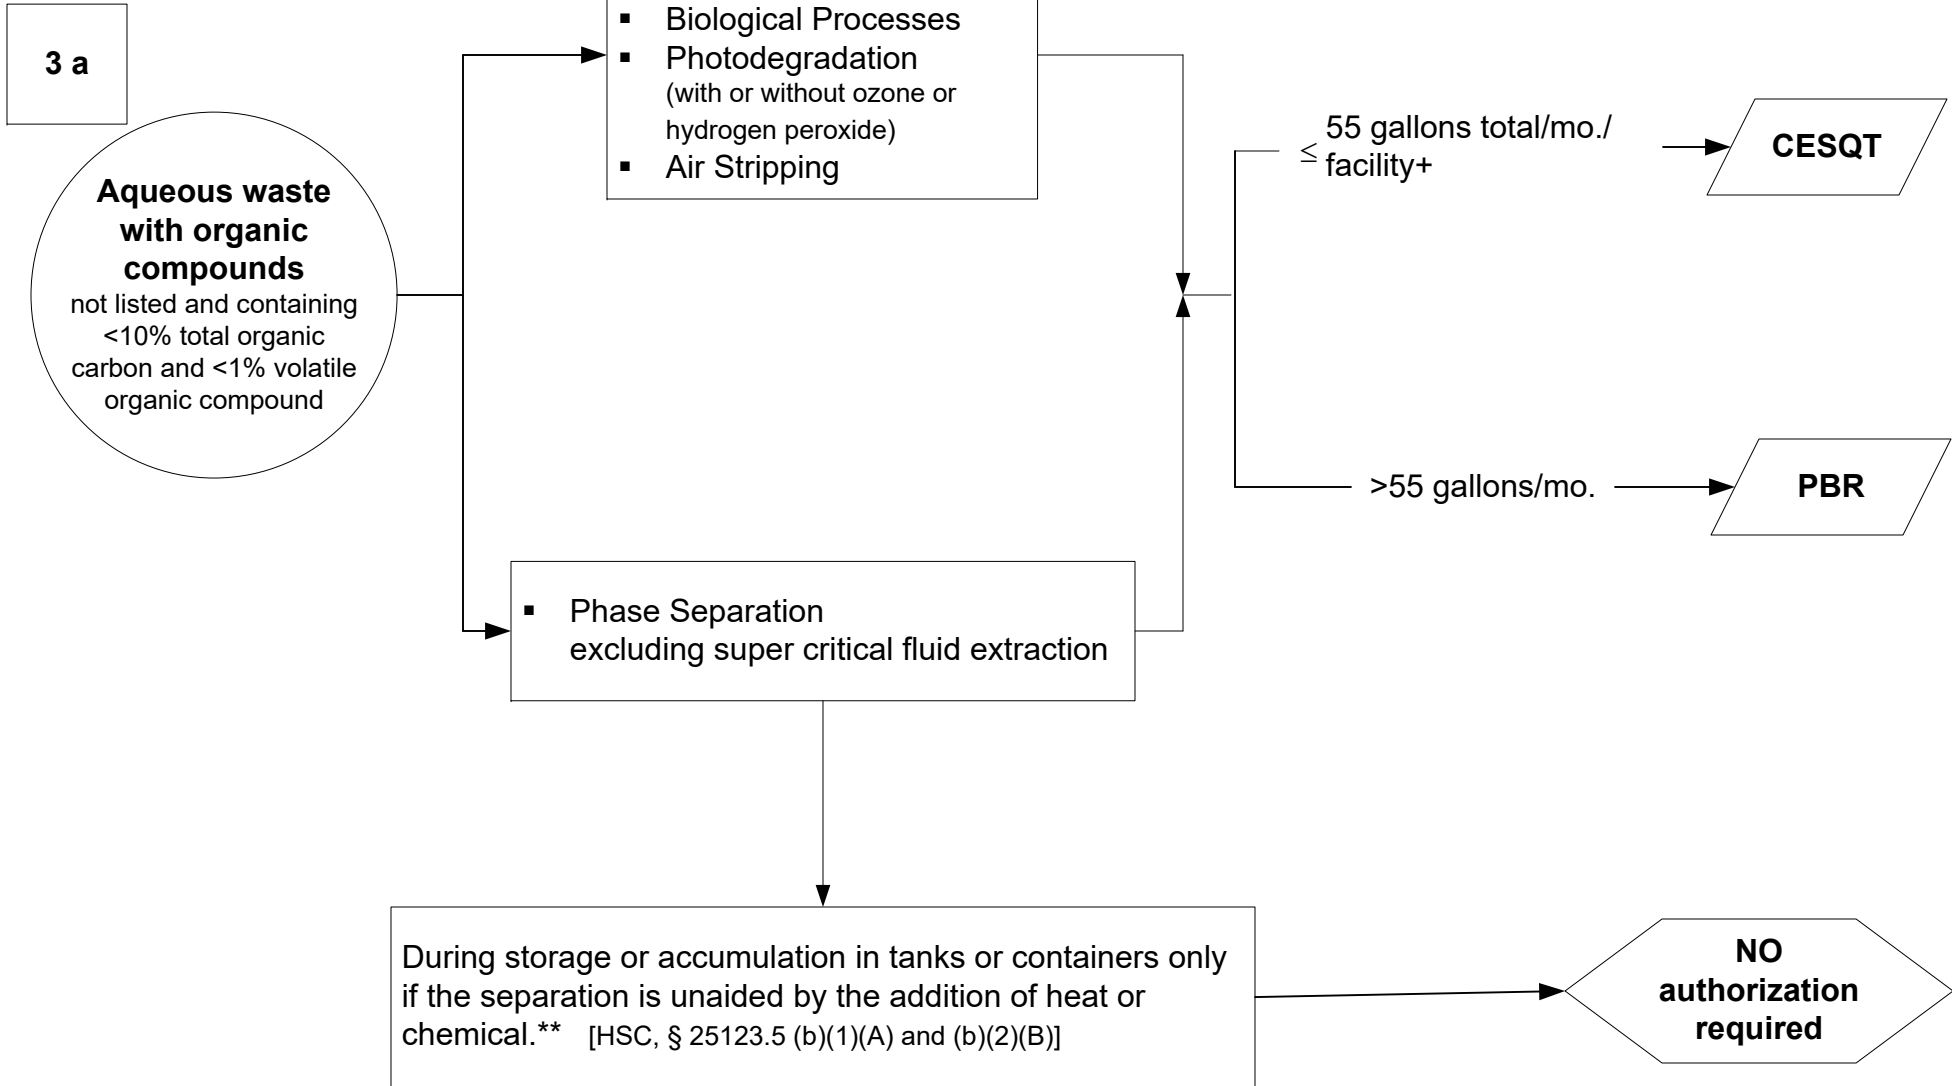 3 a
Aqueous waste
with organic
compounds
not listed and containing
<10% total organic
carbon and <1% volatile
organic compound
▪ Biological Processes
▪ Photodegradation
(with or without ozone or
hydrogen peroxide)
▪ Air Stripping
≤ 55 gallons total/mo./
facility+
CESQT
>55 gallons/mo.
PBR
▪ Phase Separation
excluding super critical fluid extraction
During storage or accumulation in tanks or containers only
if the separation is unaided by the addition of heat or
chemical.** [HSC, § 25123.5 (b)(1)(A) and (b)(2)(B)]
NO
authorization
required